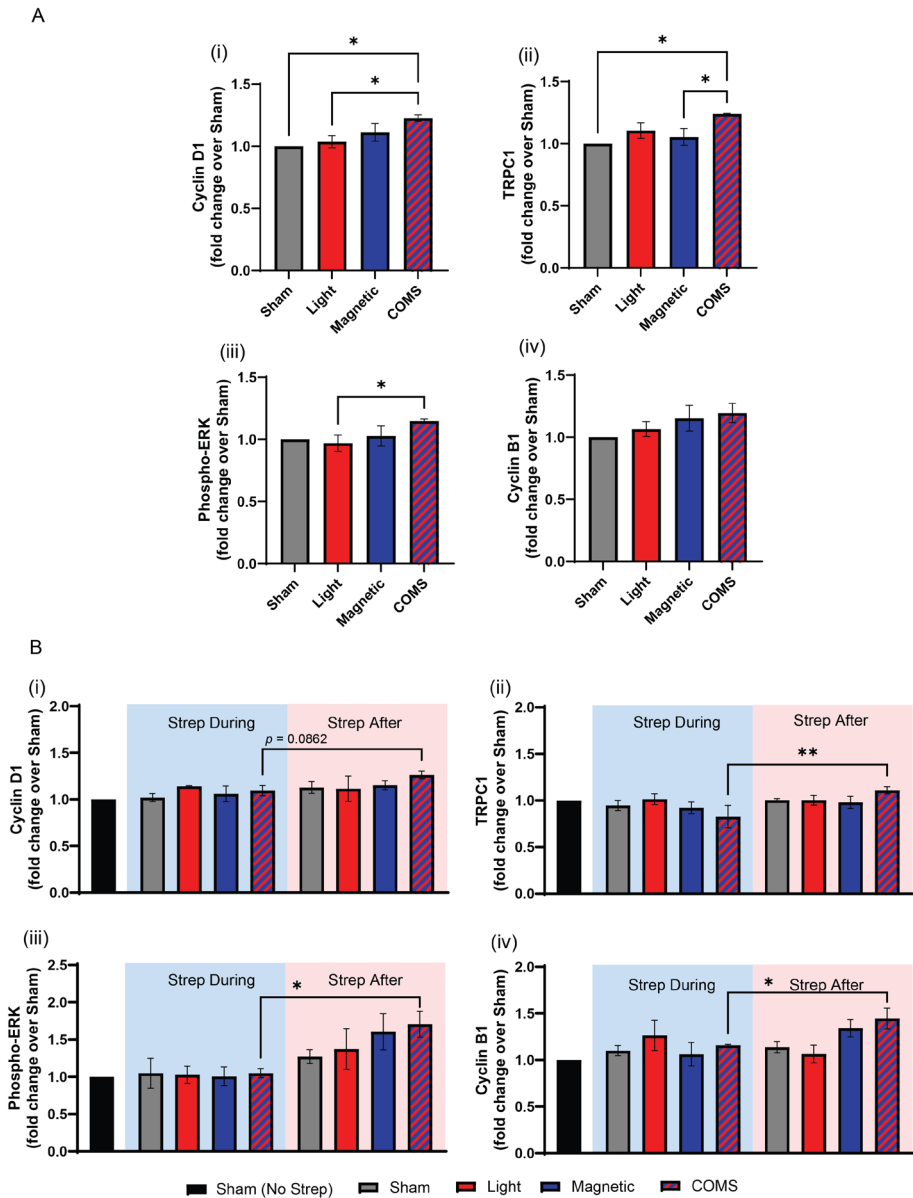 A
(i)
*
*
Cyclin D1
(fold change over Sham)
1.5
1.0
0.5
0.0
Sham
Light
Magnetic
COMS
(ii)
*
*
TRPC1
(fold change over Sham)
1.5
1.0
0.5
0.0
Sham
Light
Magnetic
COMS
(iii)
*
Phospho-ERK
(fold change over Sham)
1.5
1.0
0.5
0.0
Sham
Light
Magnetic
COMS
(iv)
Cyclin B1
(fold change over Sham)
1.5
1.0
0.5
0.0
Sham
Light
Magnetic
COMS
B
(i)
Cyclin D1
(fold change over Sham)
2.0
1.5
1.0
0.5
0.0
Strep During
Strep After
p = 0.0862
(ii)
TRPC1
(fold change over Sham)
2.0
1.5
1.0
0.5
0.0
Strep During
Strep After
**
(iii)
Phospho-ERK
(fold change over Sham)
2.5
2.0
1.5
1.0
0.5
0.0
Strep During
Strep After
*
(iv)
Cyclin B1
(fold change over Sham)
2.0
1.5
1.0
0.5
0.0
Strep During
Strep After
*
Sham (No Strep)
Sham
Light
Magnetic
COMS